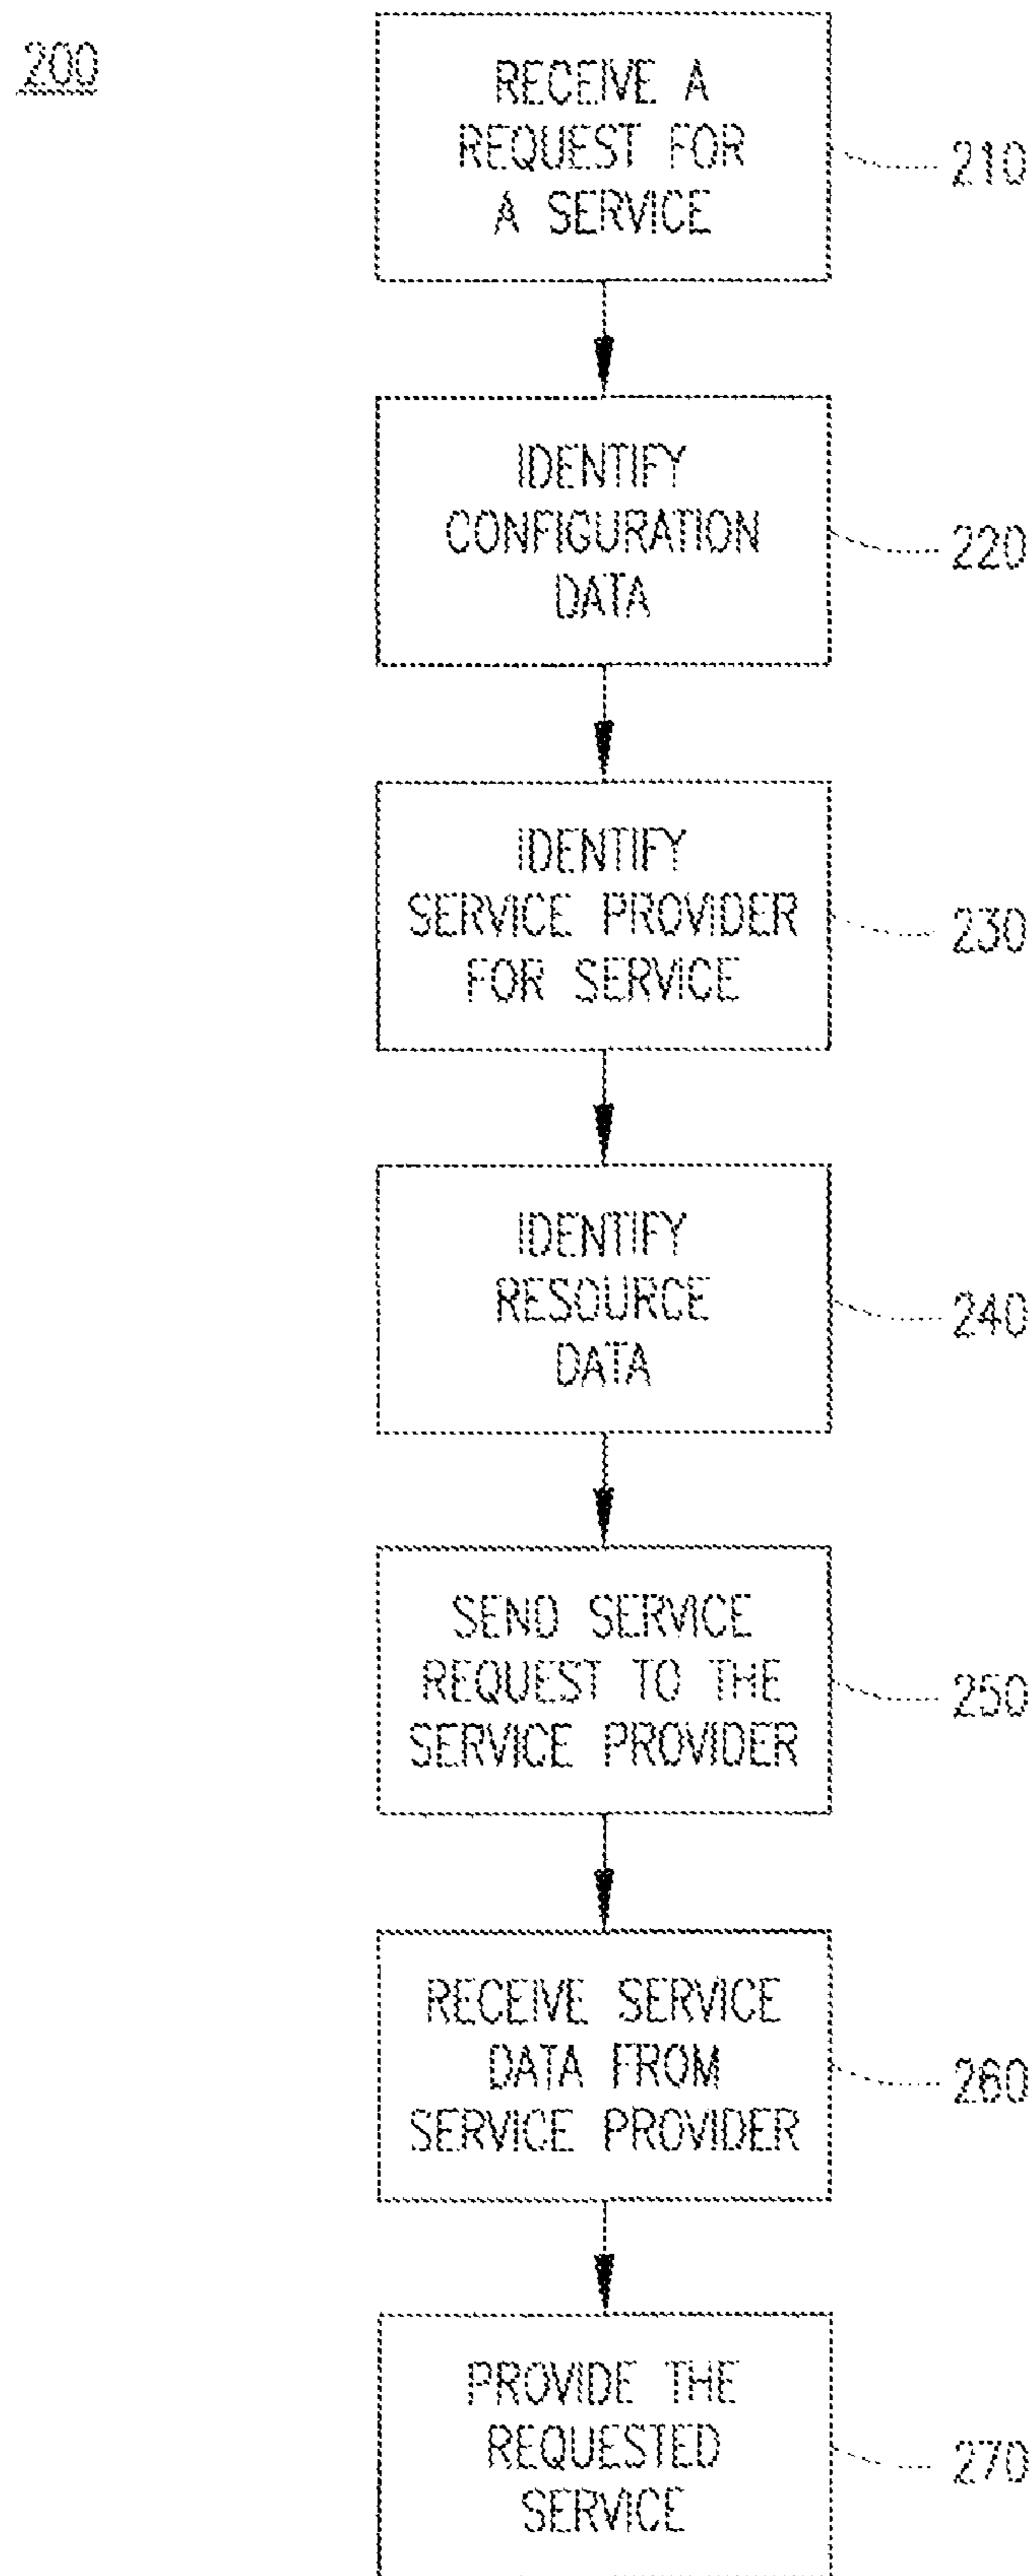 200
RECEIVE A
REQUEST FOR
A SERVICE
210
IDENTIFY
CONFIGURATION
DATA
220
IDENTIFY
SERVICE PROVIDER
FOR SERVICE
230
IDENTIFY
RESOURCE
DATA
240
SEND SERVICE
REQUEST TO THE
SERVICE PROVIDER
250
RECEIVE SERVICE
DATA FROM
SERVICE PROVIDER
260
PROVIDE THE
REQUESTED
SERVICE
270